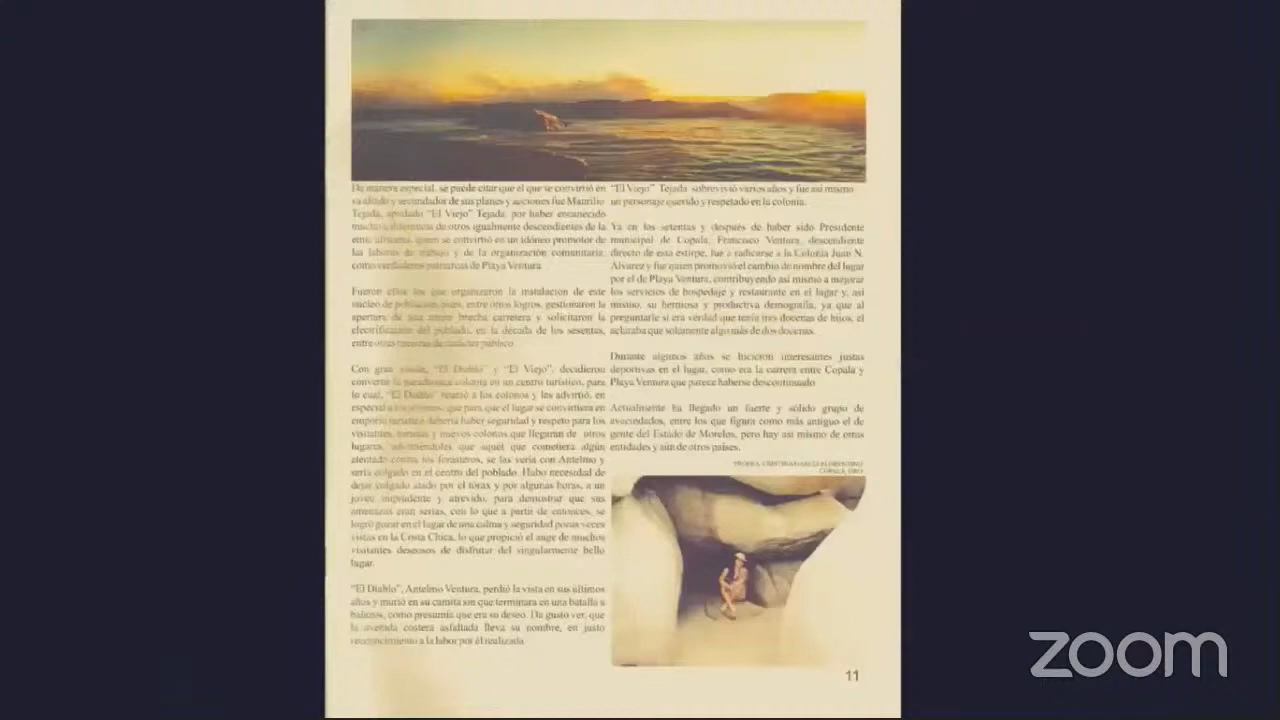 De manera especial, se puede citar que el que se convirtió en
su aliado y secundador de sus planes y acciones fue Maurilio
Tejada, apodado "El Viejo" Tejada, por haber encanecido
mucho a diferencia de otros igualmente descendientes de la
etnia africana, quien se convirtió en un idóneo promotor de
las labores de trabajo y de la organización comunitaria,
como verdaderos patriarcas de Playa Ventura.
Fueron ellos los que organizaron la instalación de este
núcleo de población, pues, entre otros logros, gestionaron la
apertura de una amplia brecha carretera y solicitaron la
electrificación del poblado, en la década de los sesentas,
entre otras tareas de carácter público.
Con gran visión, "El Diablo" y "El Viejo", decidieron
convertir la paradisiaca colonia en un centro turístico, para
lo cual, "El Diablo" reunió a los colonos y les advirtió, en
especial a los jóvenes, que para que el lugar se convirtiera en
emporio turístico debería haber seguridad y respeto para los
visitantes, turistas y nuevos colonos que llegaran de otros
lugares, advirtiéndoles que aquel que cometiera algún
atentado contra los forasteros, se las vería con Antelmo y
sería colgado en el centro del poblado. Hubo necesidad de
dejar colgado atado por el tórax y por algunas horas, a un
joven imprudente y atrevido, para demostrar que sus
amenazas eran serias, con lo que a partir de entonces, se
logró gozar en el lugar de una calma y seguridad pocas veces
vistas en la Costa Chica, lo que propició el auge de muchos
visitantes deseosos de disfrutar del singularmente bello
lugar.
"El Diablo", Antelmo Ventura, perdió la vista en sus últimos
años y murió en su camita sin que terminara en una batalla a
balazos, como presumía que era su deseo. Da gusto ver, que
la avenida costera asfaltada lleva su nombre, en justo
reconocimiento a la labor por él realizada.
"El Viejo" Tejada sobrevivió varios años y fue así mismo
un personaje querido y respetado en la colonia.
Ya en los setentas y después de haber sido Presidente
municipal de Copala, Francisco Ventura, descendiente
directo de esta estirpe, fue a radicarse a la Colonia Juan N.
Alvarez y fue quien promovió el cambio de nombre del lugar
por el de Playa Ventura, contribuyendo así mismo a mejorar
los servicios de hospedaje y restaurante en el lugar y, así
mismo, su hermosa y productiva demografía, ya que al
preguntarle si era verdad que tenía tres docenas de hijos, él
aclaraba que solamente algo más de dos docenas.
Durante algunos años se hicieron interesantes justas
deportivas en el lugar, como era la carrera entre Copala y
Playa Ventura que parece haberse descontinuado
Actualmente ha llegado un fuerte y sólido grupo de
avecindados, entre los que figura como más antiguo el de
gente del Estado de Morelos, pero hay así mismo de otras
entidades y aún de otros países.
COPALA, GRO
11
zoom